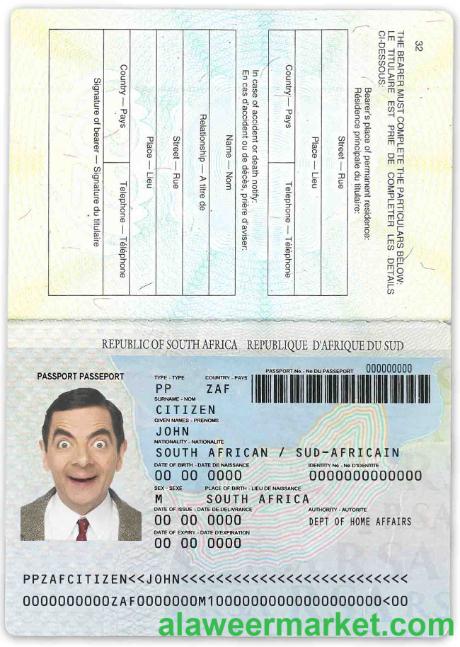 32
THE BEARER MUST COMPLETE THE PARTICULARS BELOW:
LE TITULAIRE EST PRIÉ DE COMPLETER LES DETAILS
CI-DESSOUS:
Bearer's place of permanent residence:
Résidence principale du titulaire:
Street — Rue
Place — Lieu
Country — Pays
Telephone — Téléphone
In case of accident or death notify:
En cas d'accident ou de décès, prière d'aviser:
Name — Nom
Relationship — A titre de
Street — Rue
Place — Lieu
Country — Pays
Telephone — Téléphone
Signature of bearer — Signature du titulaire
REPUBLIC OF SOUTH AFRICA REPUBLIQUE D'AFRIQUE DU SUD
PASSPORT PASSEPORT
TYPE - TYPE COUNTRY - PAYS PASSPORT No - No DU PASSEPORT 000000000
PP ZAF
SURNAME - NOM
CITIZEN
GIVEN NAMES - PRENOMS
JOHN
NATIONALITY - NATIONALITE
SOUTH AFRICAN / SUD-AFRICAIN
DATE OF BIRTH - DATE DE NAISSANCE IDENTITY No - No D'IDENTITE
00 00 0000 0000000000000
SEX - SEXE PLACE OF BIRTH - LIEU DE NAISSANCE
M SOUTH AFRICA
DATE OF ISSUE - DATE DE DELIVRANCE AUTHORITY - AUTORITE
00 00 0000 DEPT OF HOME AFFAIRS
DATE OF EXPIRY - DATE D'EXPIRATION
00 00 0000
PPZAFCITIZEN<<JOHN<<<<<<<<<<<<<<<<<<<<<<<<<<
0000000000ZAF0000000M10000000000000000000<00
alaweermarket.com